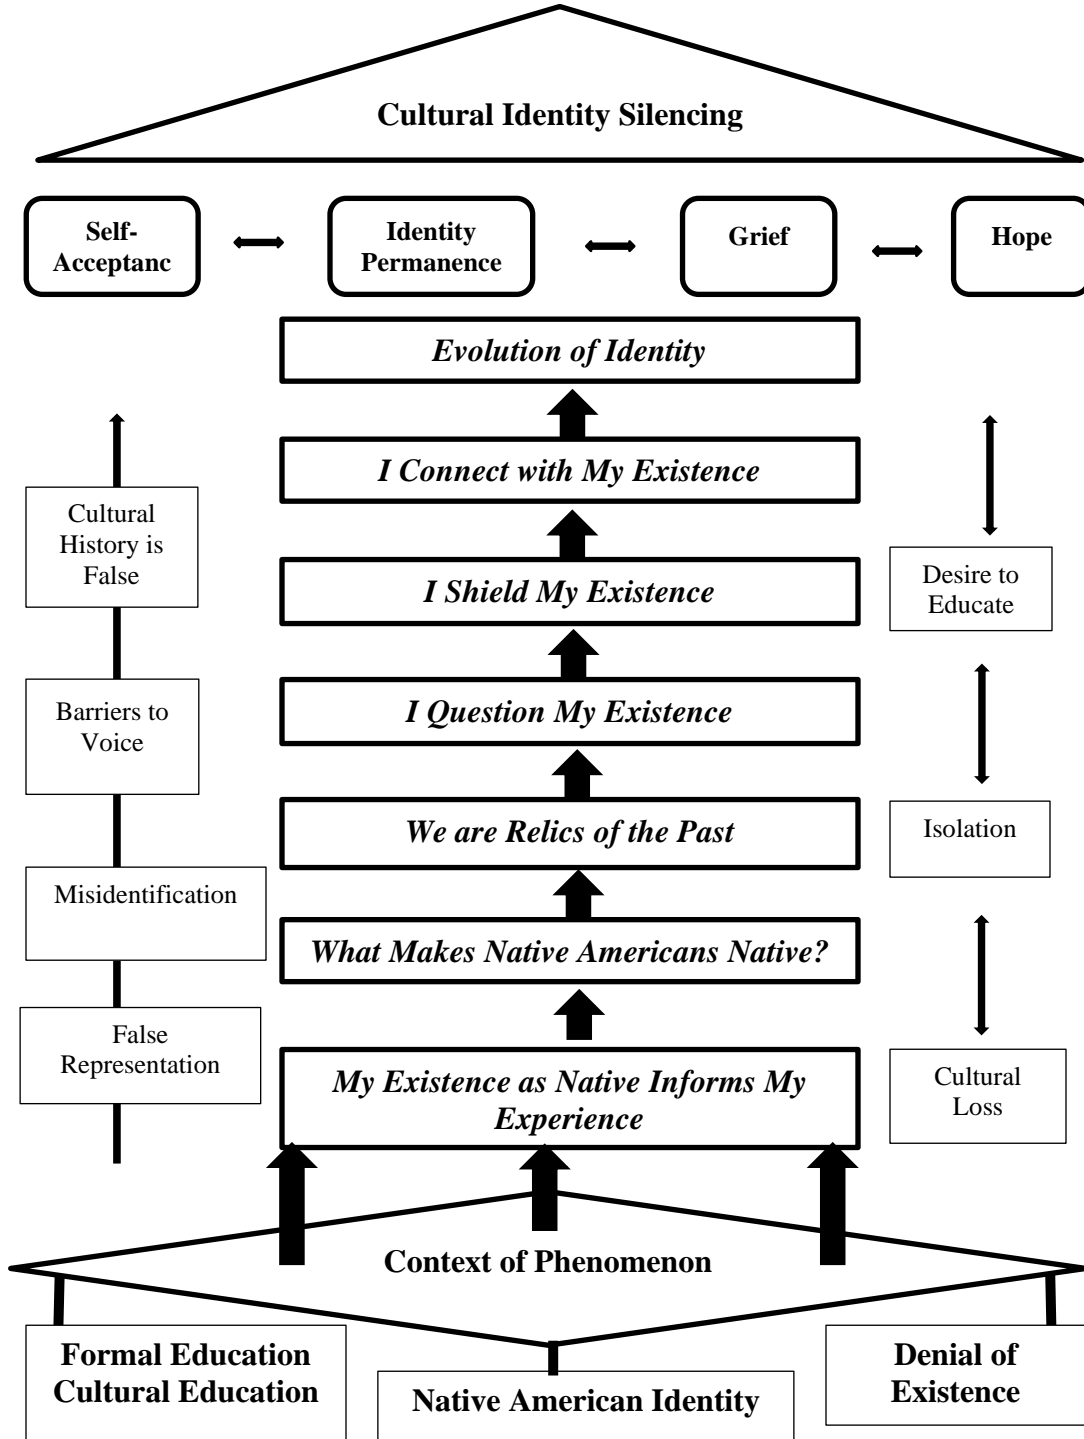 Cultural Identity Silencing
Self-
Acceptanc
Identity
Permanence
Grief
Hope
Evolution of Identity
I Connect with My Existence
Cultural
History is
False
I Shield My Existence
Desire to
Educate
Barriers to
Voice
I Question My Existence
We are Relics of the Past
Isolation
Misidentification
What Makes Native Americans Native?
False
Representation
My Existence as Native Informs My
Experience
Cultural
Loss
Context of Phenomenon
Formal Education
Cultural Education
Native American Identity
Denial of
Existence